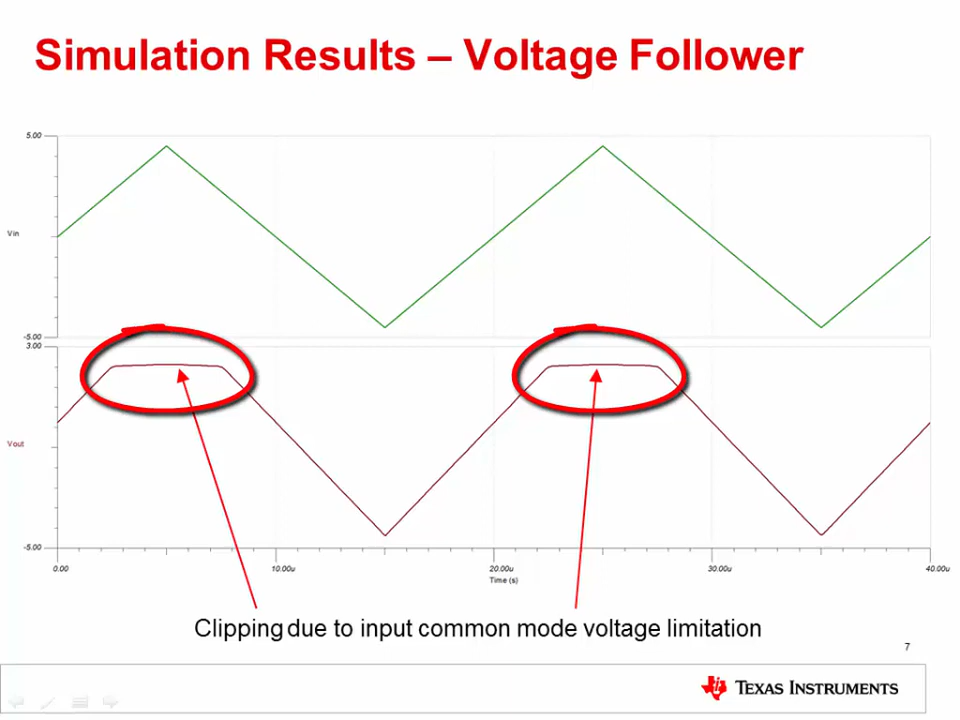 Simulation Results – Voltage Follower
5.00
Vin
-5.00
3.00
Vout
-5.00
0.00 10.00u 20.00u 30.00u 40.00u
Time (s)
Clipping due to input common mode voltage limitation
7
TEXAS INSTRUMENTS